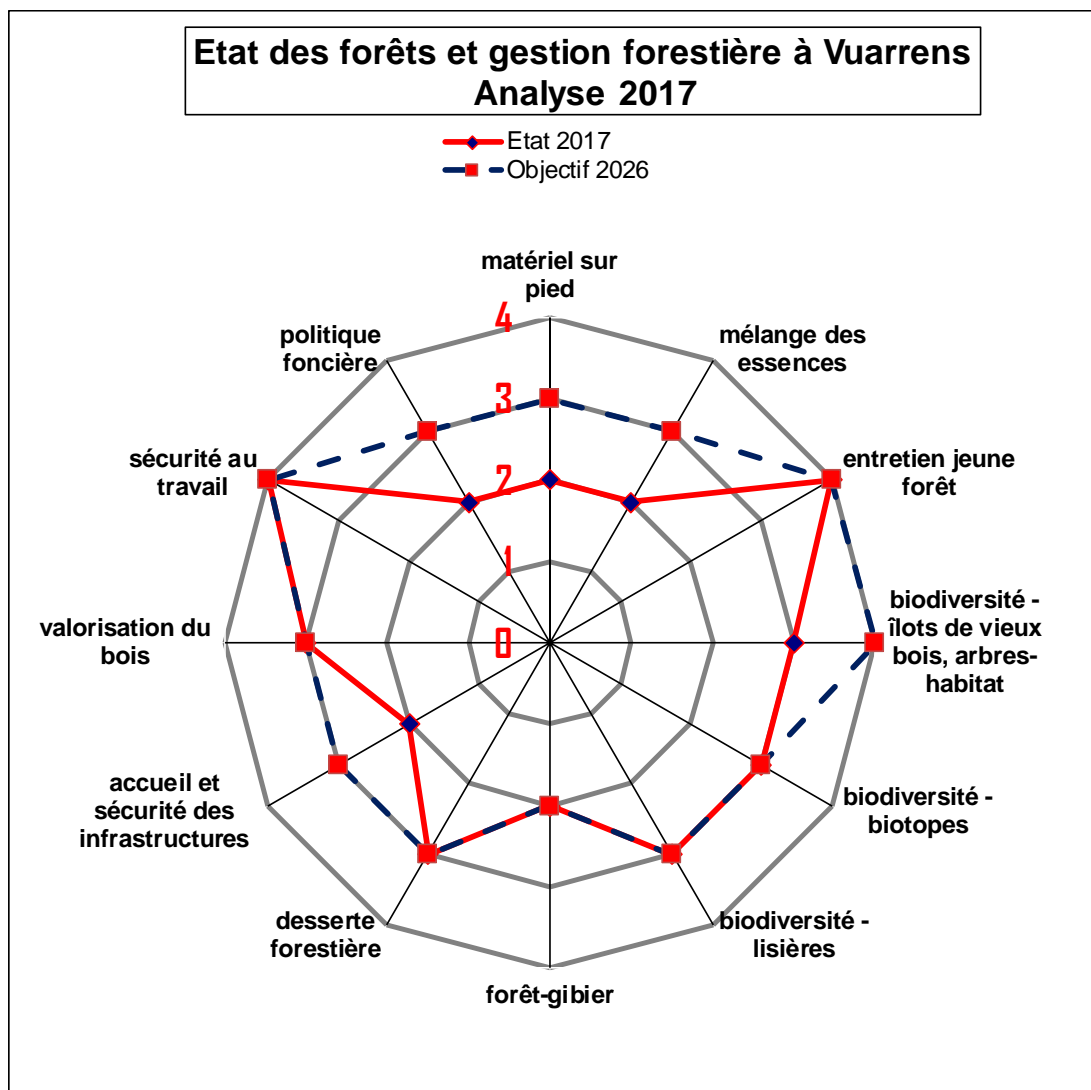 Etat des forêts et gestion forestière à Vuarrens
Analyse 2017
Etat 2017
Objectif 2026
matériel sur
pied
mélange des
essences
entretien jeune
forêt
biodiversité -
îlots de vieux
bois, arbres-
habitat
biodiversité -
biotopes
biodiversité -
lisières
forêt-gibier
desserte
forestière
accueil et
sécurité des
infrastructures
valorisation du
bois
sécurité au
travail
politique
foncière
4
3
2
1
0